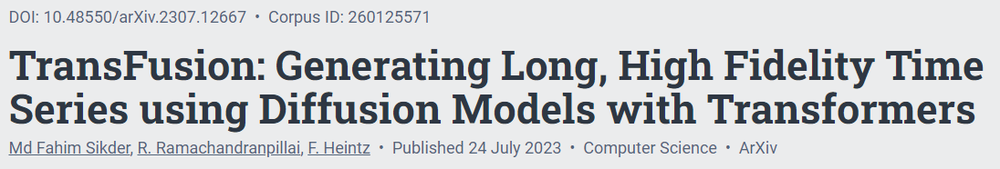 DOI: 10.48550/arXiv.2307.12667 • Corpus ID: 260125571
TransFusion: Generating Long, High Fidelity Time
Series using Diffusion Models with Transformers
Md Fahim Sikder, R. Ramachandranpillai, F. Heintz • Published 24 July 2023 • Computer Science • ArXiv